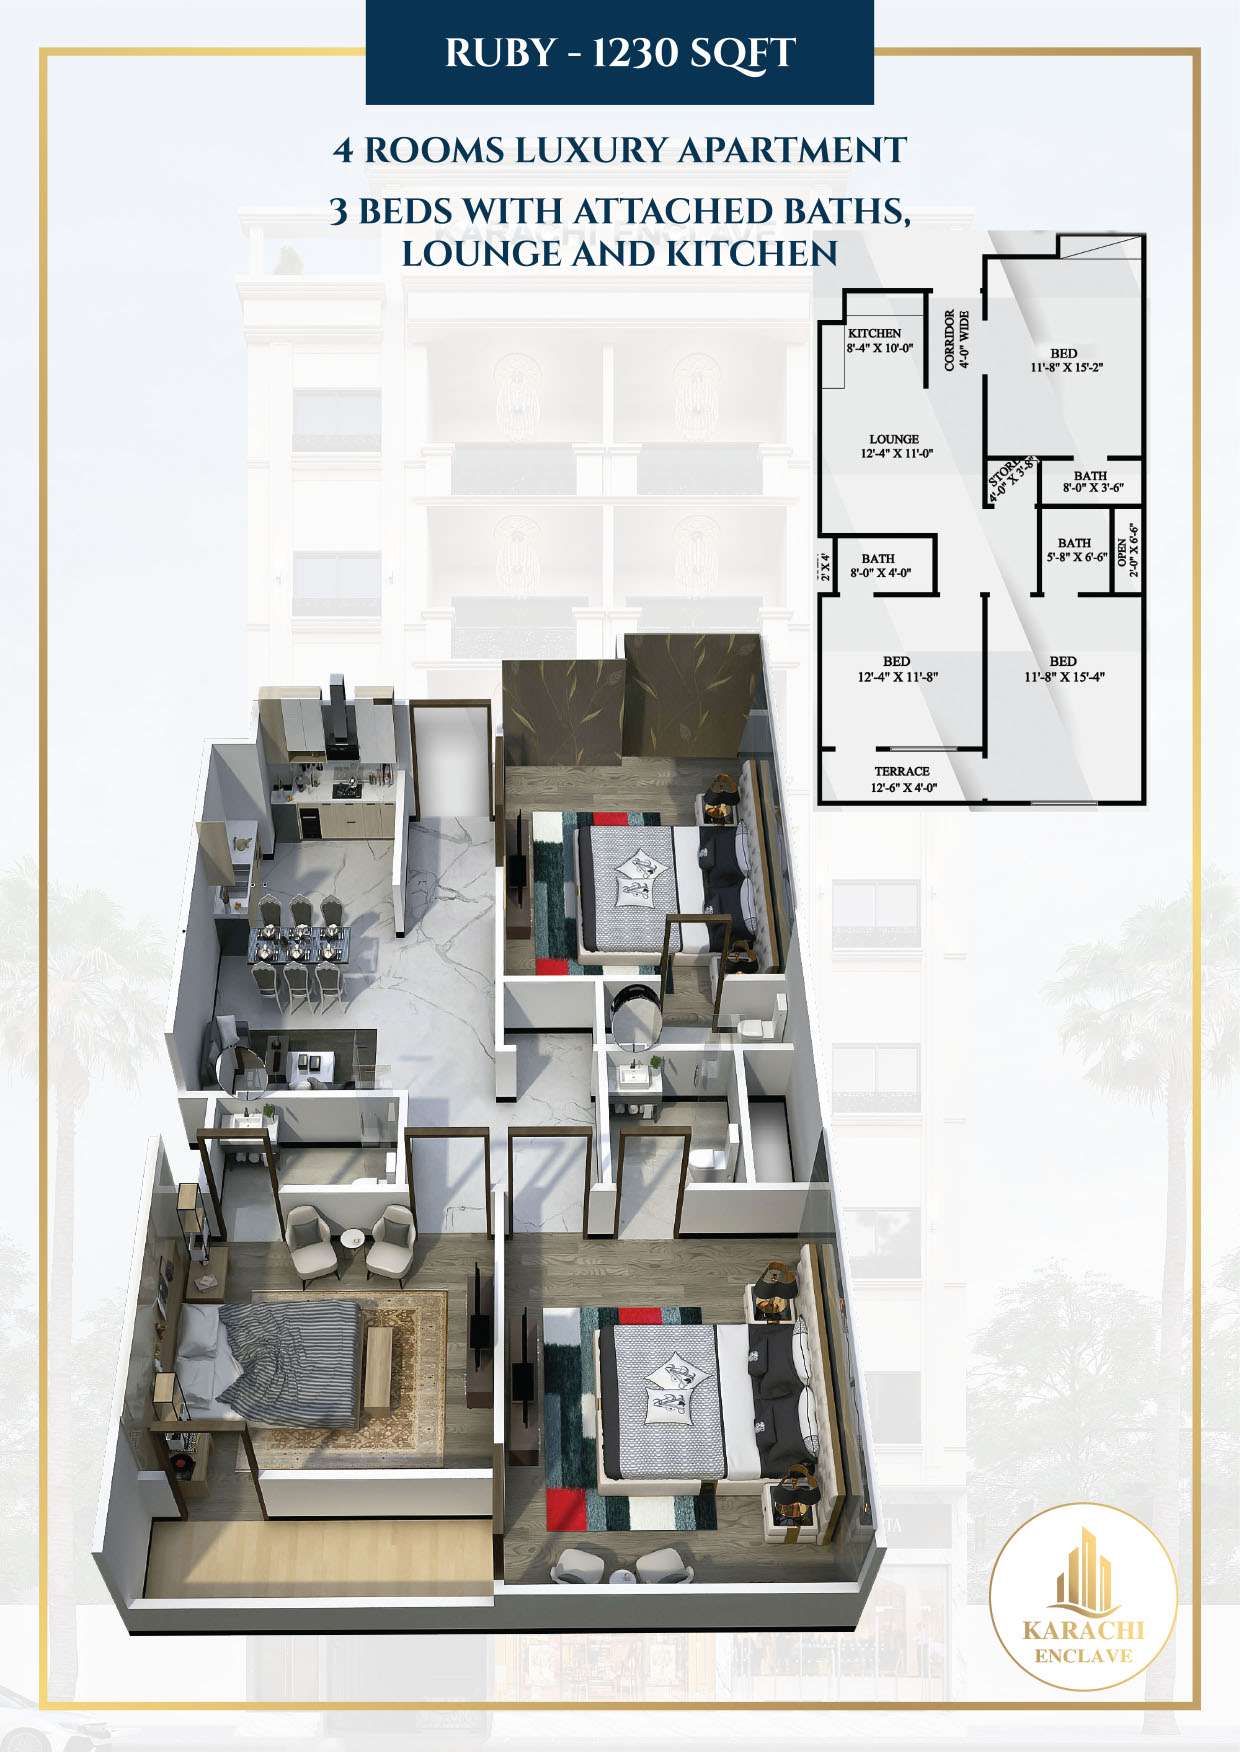 RUBY - 1230 SQFT
4 ROOMS LUXURY APARTMENT
3 BEDS WITH ATTACHED BATHS,
LOUNGE AND KITCHEN
KARACHI ENCLAVE
KITCHEN
8'-4" X 10'-0"
CORRIDOR
4'-0" WIDE
BED
11'-8" X 15'-2"
LOUNGE
12'-4" X 11'-0"
STORE
4'-0" X 3'-8"
BATH
8'-0" X 3'-6"
BATH
5'-8" X 6'-6"
OPEN
2'-0" X 6'-6"
2' X 4'
BATH
8'-0" X 4'-0"
BED
12'-4" X 11'-8"
BED
11'-8" X 15'-4"
TERRACE
12'-6" X 4'-0"
KARACHI
ENCLAVE